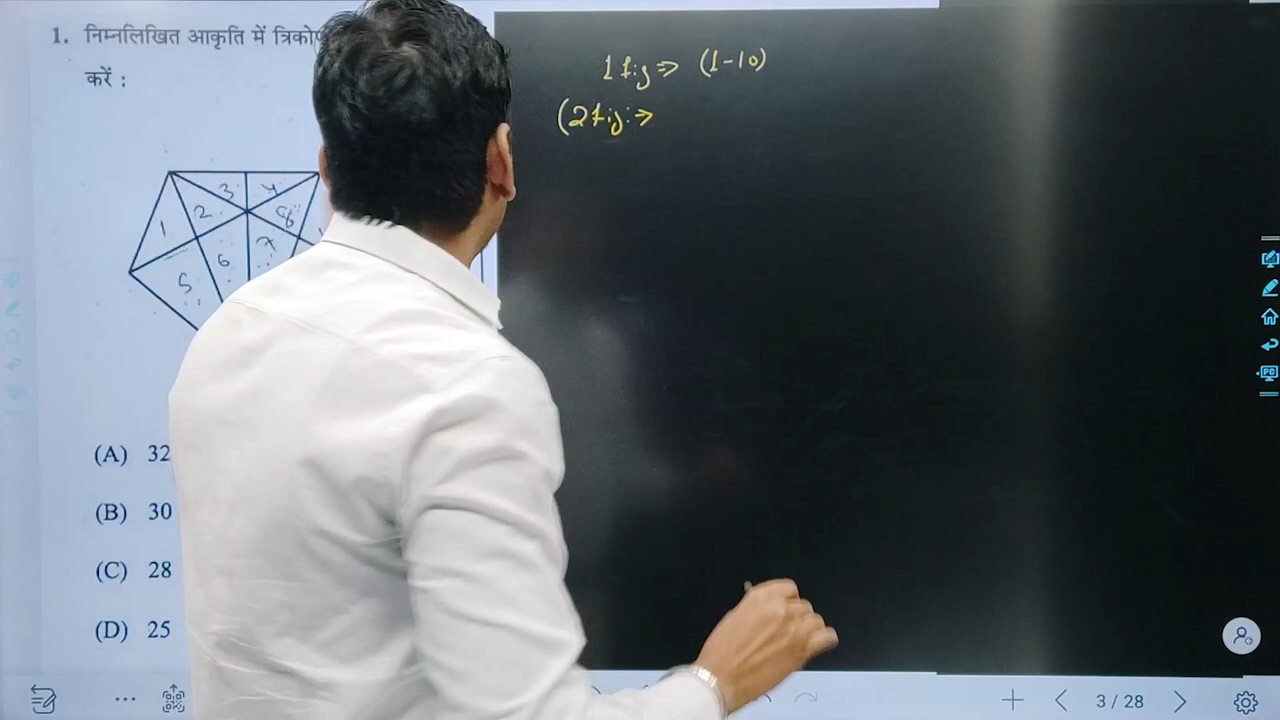 1. निम्नलिखित आकृति में
करें :
1 fig ⇒ (1-10)
(2 fig :→
3
4
2
8
1
7
6
5
(A) 32
(B) 30
(C) 28
(D) 25
PC
3 / 28